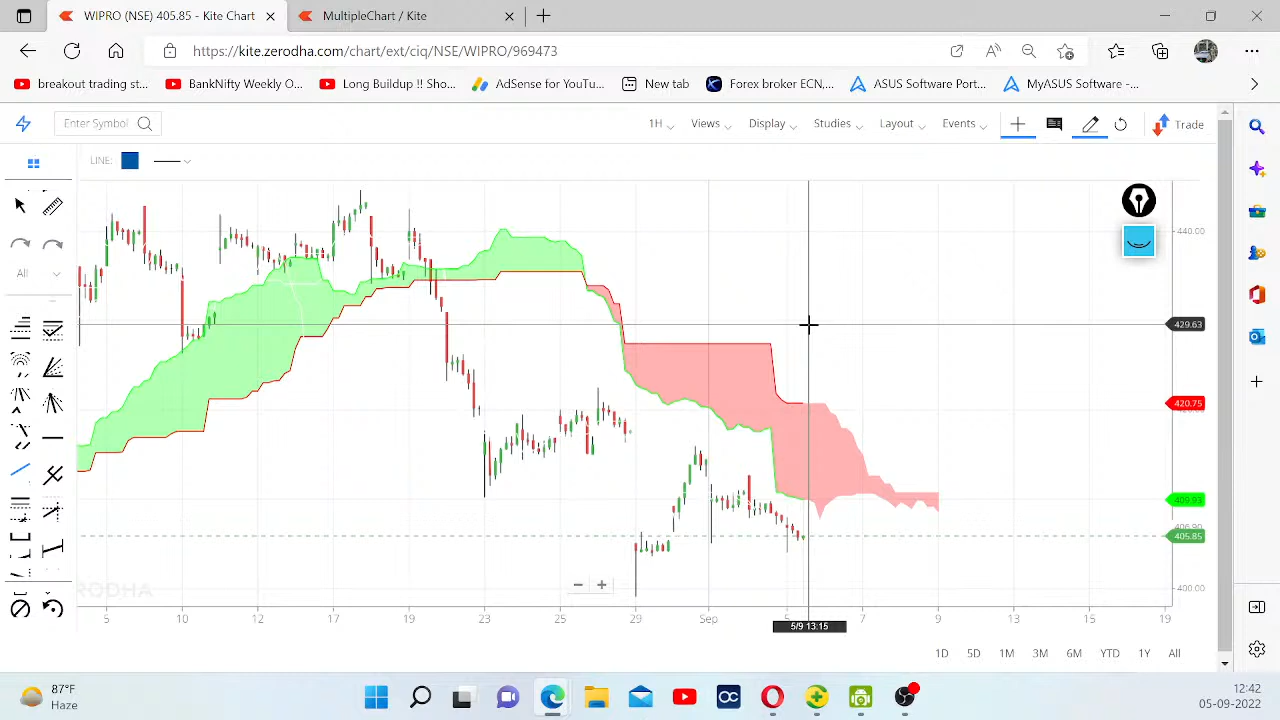 WIPRO (NSE) 405.85 - Kite Chart
MultipleChart / Kite
https://kite.zerodha.com/chart/ext/ciq/NSE/WIPRO/969473
breakout trading st...
BankNifty Weekly O...
Long Buildup !! Sho...
AdSense for YouTu...
New tab
Forex broker ECN,...
ASUS Software Port...
MyASUS Software -...
Enter Symbol
1H
Views
Display
Studies
Layout
Events
Trade
LINE:
All
440.00
429.63
420.75
409.93
406.90
405.85
400.00
5
10
12
17
19
23
25
29
Sep
5
7
9
13
15
19
5/9 13:15
1D
5D
1M
3M
6M
YTD
1Y
All
87°F
Haze
OC
12:42
05-09-2022